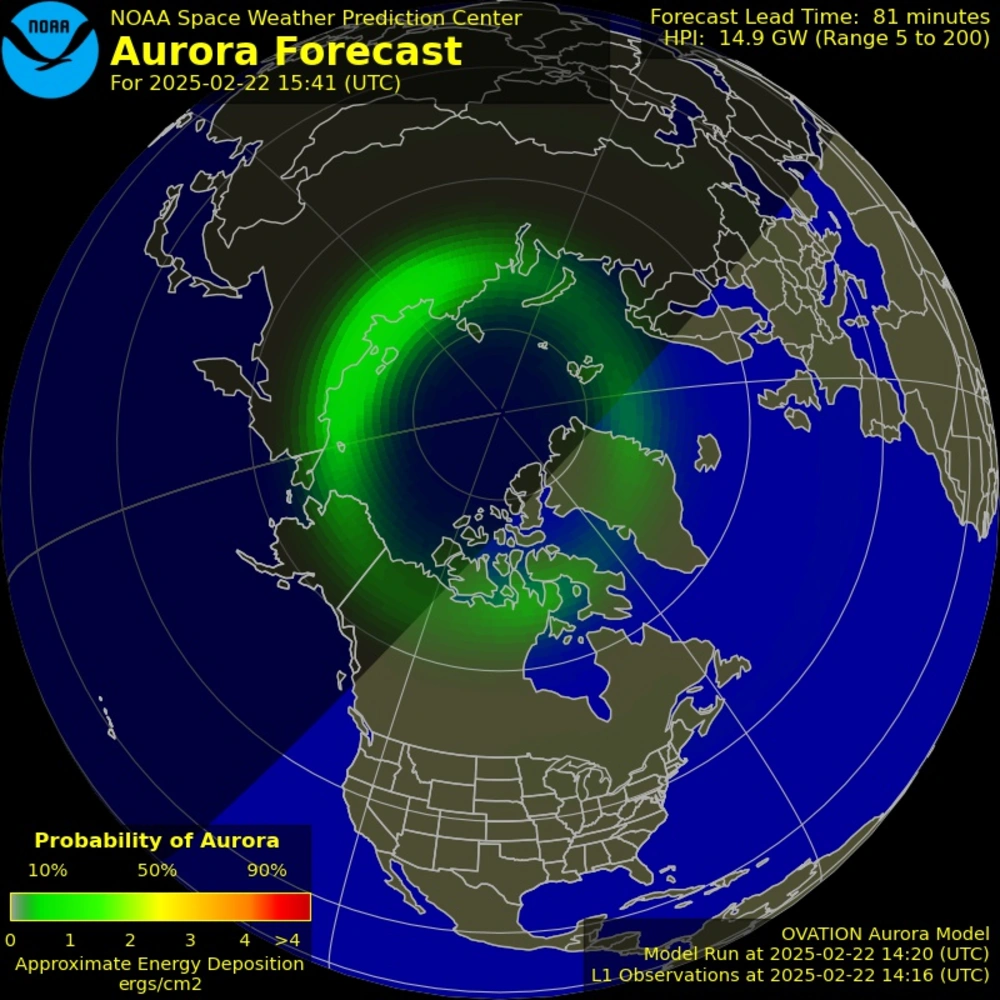 NOAA
NOAA Space Weather Prediction Center
Aurora Forecast
For 2025-02-22 15:41 (UTC)
Forecast Lead Time: 81 minutes
HPI: 14.9 GW (Range 5 to 200)
Probability of Aurora
10% 50% 90%
0 1 2 3 4 >4
Approximate Energy Deposition
ergs/cm2
OVATION Aurora Model
Model Run at 2025-02-22 14:20 (UTC)
L1 Observations at 2025-02-22 14:16 (UTC)